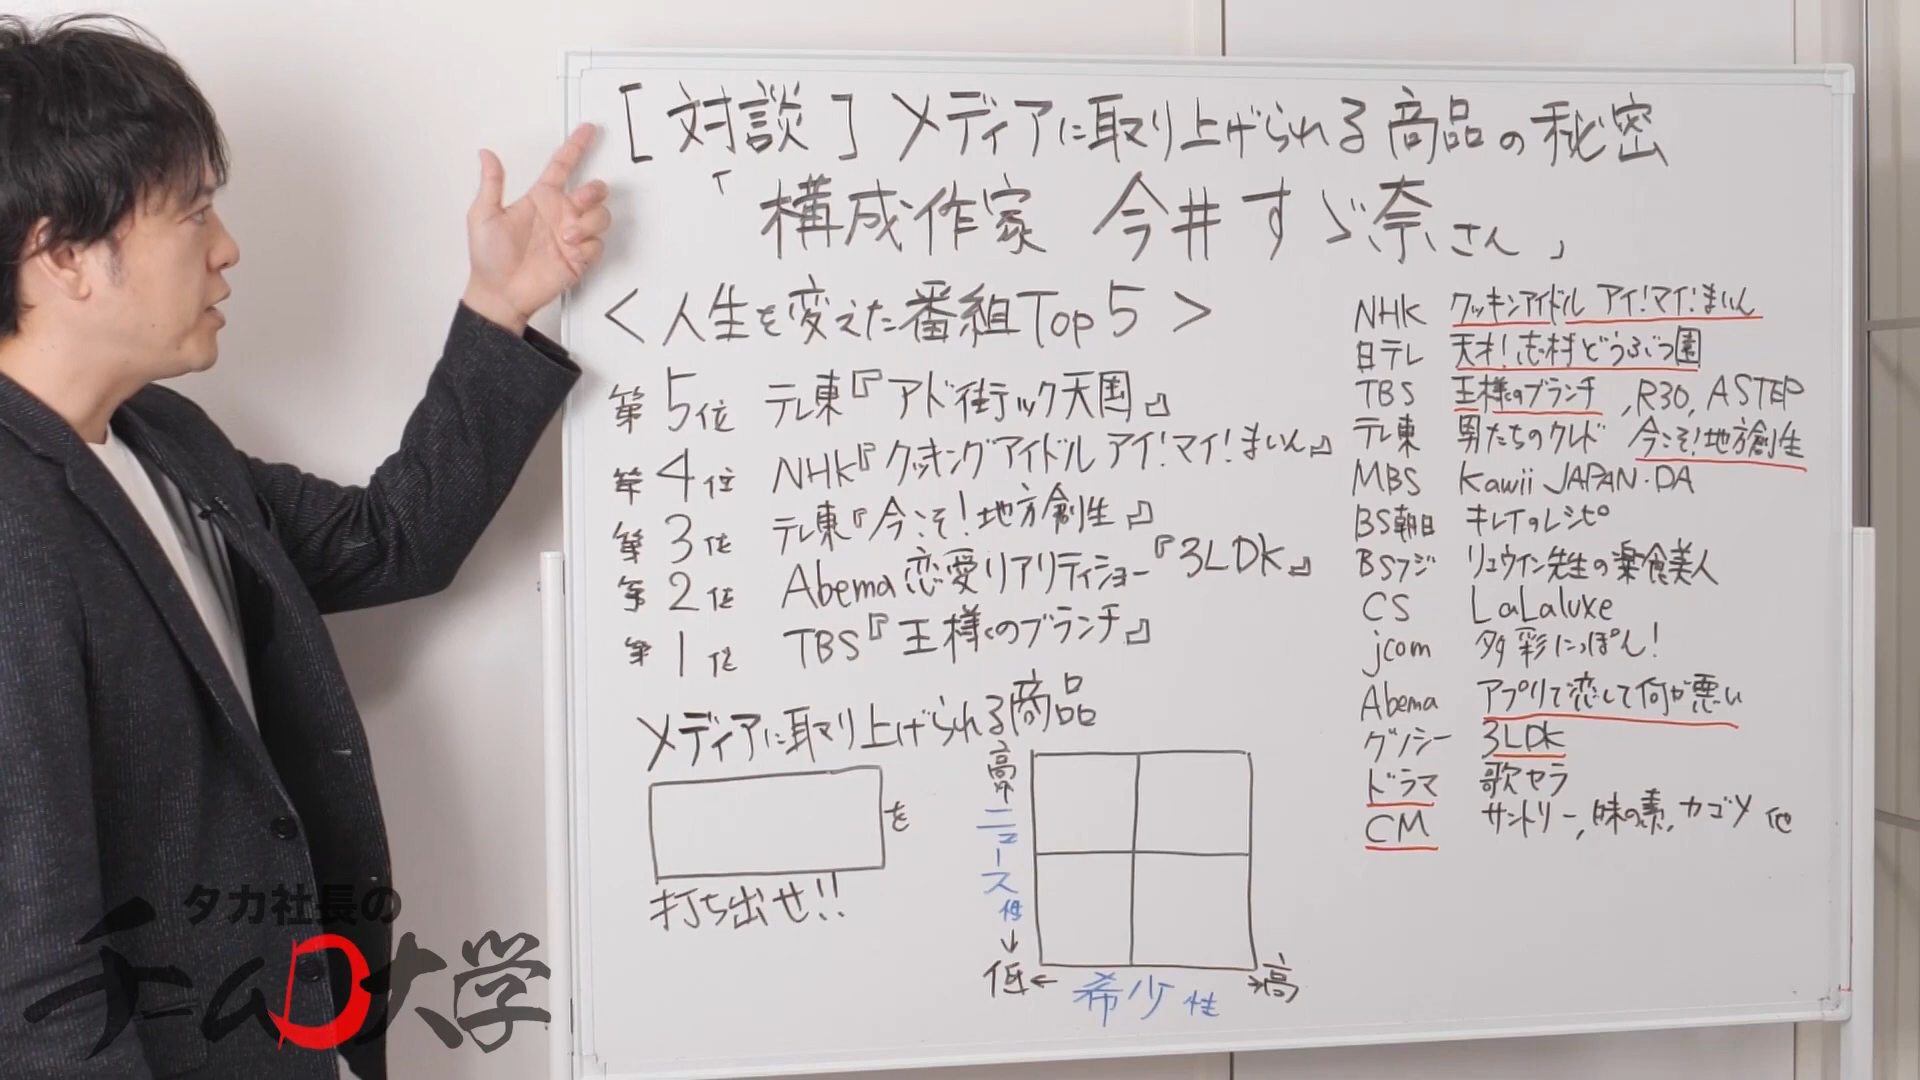 [対談] メディアに取り上げられる商品の秘密
「構成作家 今井すゞ奈さん」
<人生を変えた番組Top5>
第5位 テレ東『アド街ック天国』
第4位 NHK『クッキングアイドル アイ!マイ!まいん』
第3位 テレ東『今こそ!地方創生』
第2位 Abema 恋愛リアリティショー『3LDK』
第1位 TBS『王様のブランチ』
メディアに取り上げられる商品
を
打ち出せ!!
高↑ニュース性↓低
←希少性→高
NHK クッキンアイドル アイ!マイ!まいん
日テレ 天才!志村どうぶつ園
TBS 王様のブランチ, R30, ASTEP
テレ東 男たちのクレド 今こそ!地方創生
MBS Kawii JAPAN・DA
BS朝日 キレイのレシピ
BSフジ リュウイン先生の薬食美人
CS LaLaluxe
jcom 多彩にっぽん!
Abema アプリで恋して何が悪い
グノシー 3LDK
ドラマ 歌セラ
CM サントリー, 味の素, カゴメ 他
タカ社長の
チームD大学